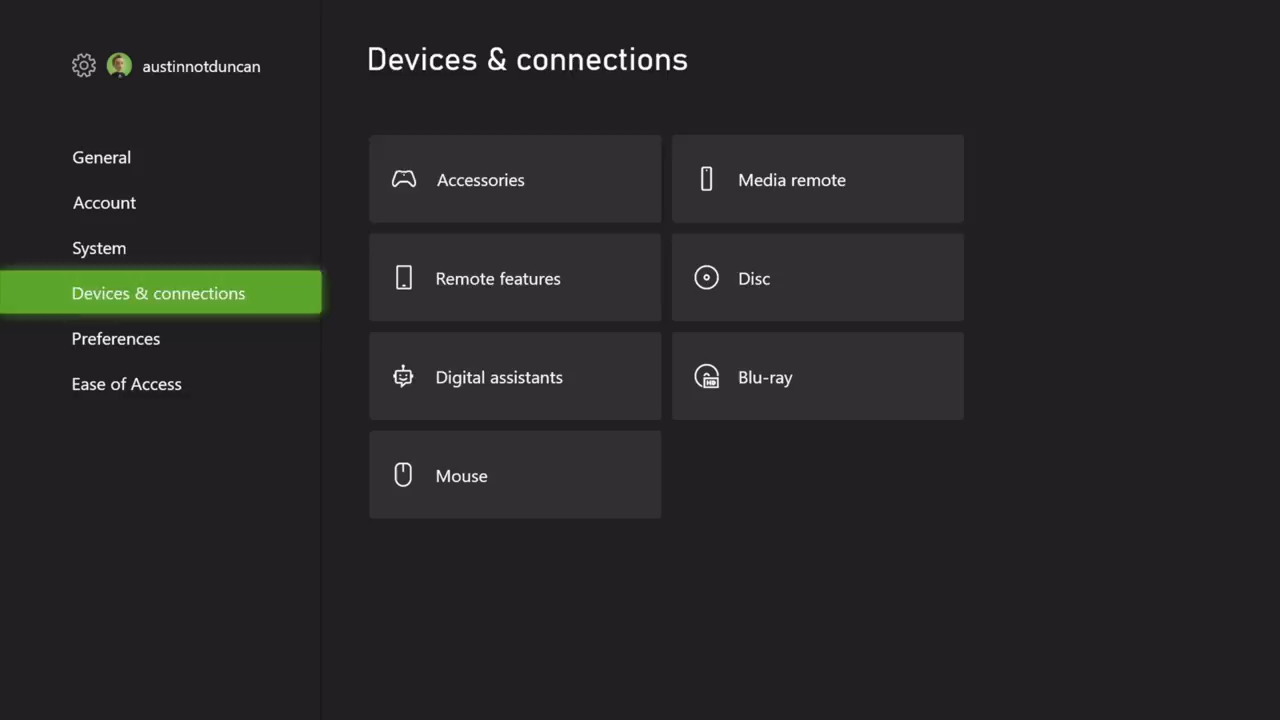 austinnotduncan
General
Account
System
Devices & connections
Preferences
Ease of Access
Devices & connections
Accessories
Media remote
Remote features
Disc
Digital assistants
HD
Blu-ray
Mouse